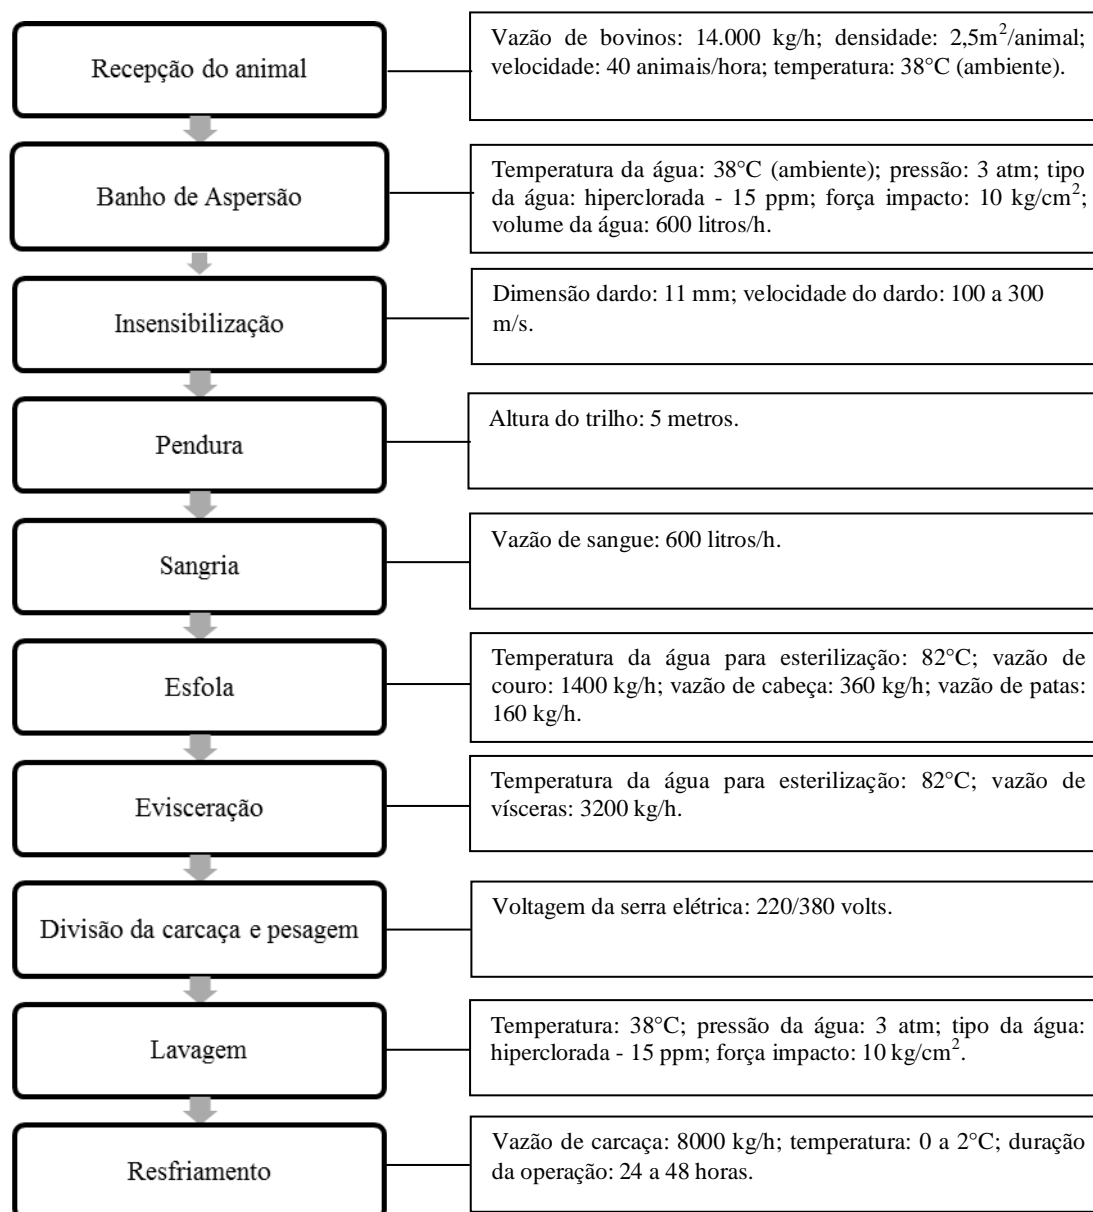 Recepção do animal
Vazão de bovinos: 14.000 kg/h; densidade: 2,5m²/animal;
velocidade: 40 animais/hora; temperatura: 38°C (ambiente).
Banho de Aspersão
Temperatura da água: 38°C (ambiente); pressão: 3 atm; tipo
da água: hiperclorada - 15 ppm; força impacto: 10 kg/cm²;
volume da água: 600 litros/h.
Insensibilização
Dimensão dardo: 11 mm; velocidade do dardo: 100 a 300
m/s.
Pendura
Altura do trilho: 5 metros.
Sangria
Vazão de sangue: 600 litros/h.
Esfola
Temperatura da água para esterilização: 82°C; vazão de
couro: 1400 kg/h; vazão de cabeça: 360 kg/h; vazão de patas:
160 kg/h.
Evisceração
Temperatura da água para esterilização: 82°C; vazão de
vísceras: 3200 kg/h.
Divisão da carcaça e pesagem
Voltagem da serra elétrica: 220/380 volts.
Lavagem
Temperatura: 38°C; pressão da água: 3 atm; tipo da água:
hiperclorada - 15 ppm; força impacto: 10 kg/cm².
Resfriamento
Vazão de carcaça: 8000 kg/h; temperatura: 0 a 2°C; duração
da operação: 24 a 48 horas.